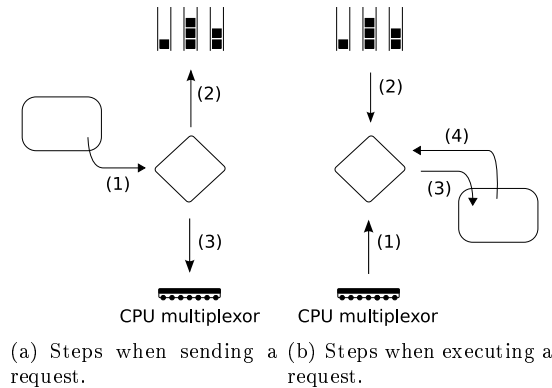 (2)
(1)
(3)
CPU multiplexor
(a) Steps when sending a
request.
(2)
(4)
(3)
(1)
CPU multiplexor
(b) Steps when executing a
request.